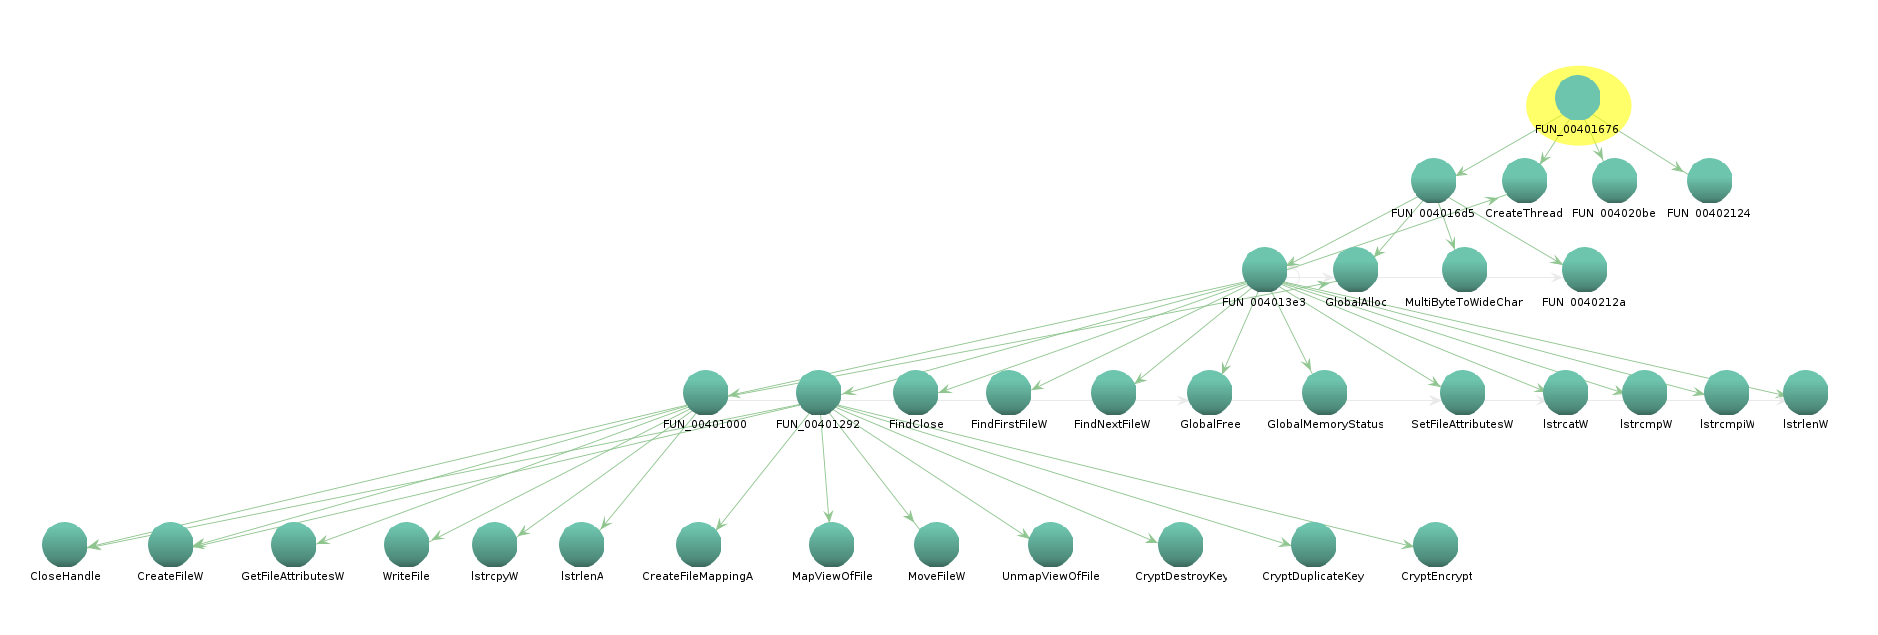 FUN_00401676
FUN_004016d5 CreateThread FUN_004020be FUN_00402124
FUN_004013e3 GlobalAlloc MultiByteToWideChar FUN_0040212a
FUN_00401000 FUN_00401292 FindClose FindFirstFileW FindNextFileW GlobalFree GlobalMemoryStatus SetFileAttributesW lstrcatW lstrcmpW lstrcmpiW lstrlenW
CloseHandle CreateFileW GetFileAttributesW WriteFile lstrcpyW lstrlenA CreateFileMappingA MapViewOfFile MoveFileW UnmapViewOfFile CryptDestroyKey CryptDuplicateKey CryptEncrypt